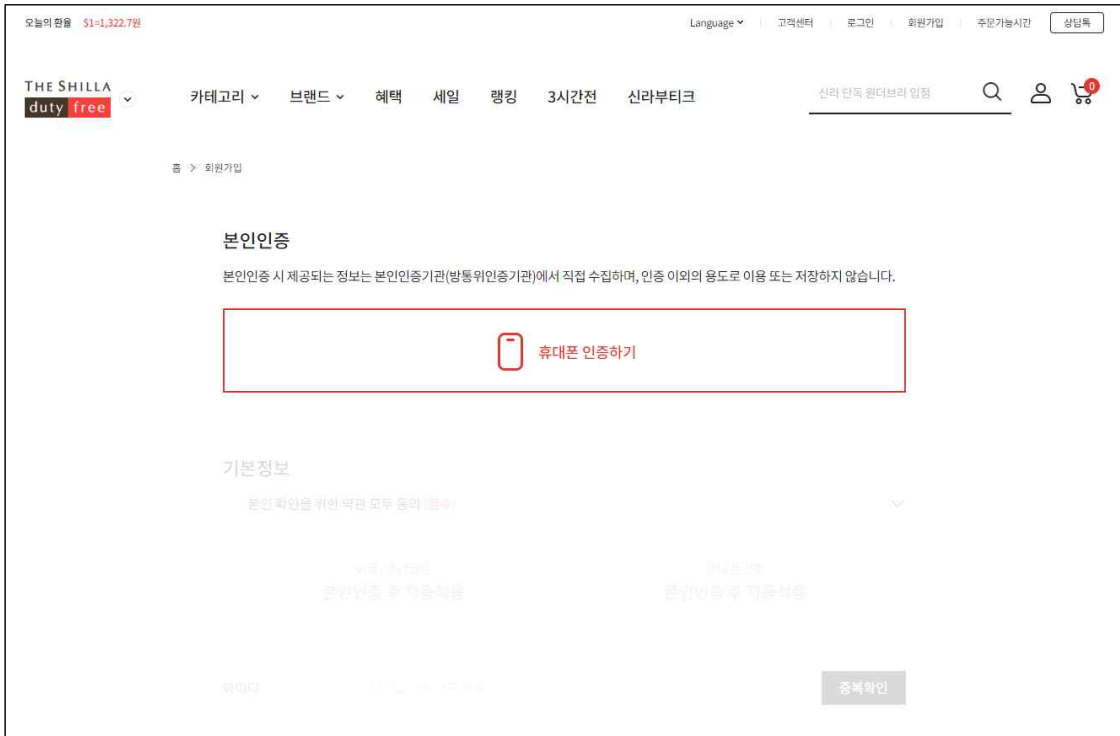 오늘의 환율 $1=1,322.7원
Language 고객센터 로그인 회원가입 주문가능시간 상담톡
THE SHILLA
duty free
카테고리 브랜드 혜택 세일 랭킹 3시간전 신라부티크
신라 단독 원더브라 입점
0
홈 > 회원가입
본인인증
본인인증 시 제공되는 정보는 본인인증기관(방통위인증기관)에서 직접 수집하며, 인증 이외의 용도로 이용 또는 저장하지 않습니다.
휴대폰 인증하기
기본정보
본인 확인을 위한 약관 모두 동의 (필수)
본인인증 후 자동적용
본인인증 후 자동적용
아이디
중복확인